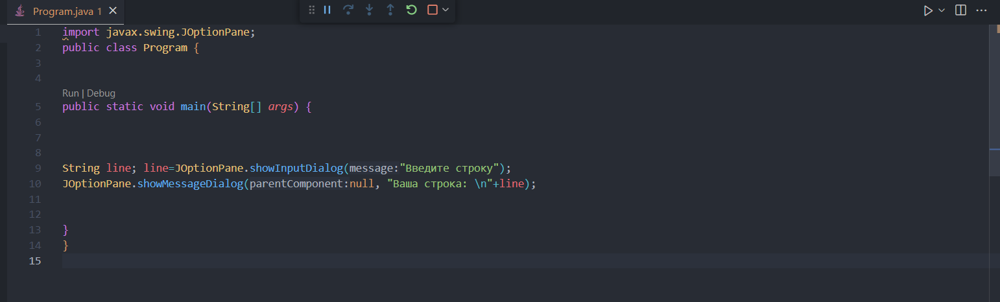 Program.java 1
1 import javax.swing.JOptionPane;
2 public class Program {
3
4
Run | Debug
5 public static void main(String[] args) {
6
7
8
9 String line; line=JOptionPane.showInputDialog(message:"Введите строку");
10 JOptionPane.showMessageDialog(parentComponent:null, "Ваша строка: \n"+line);
11
12
13 }
14 }
15